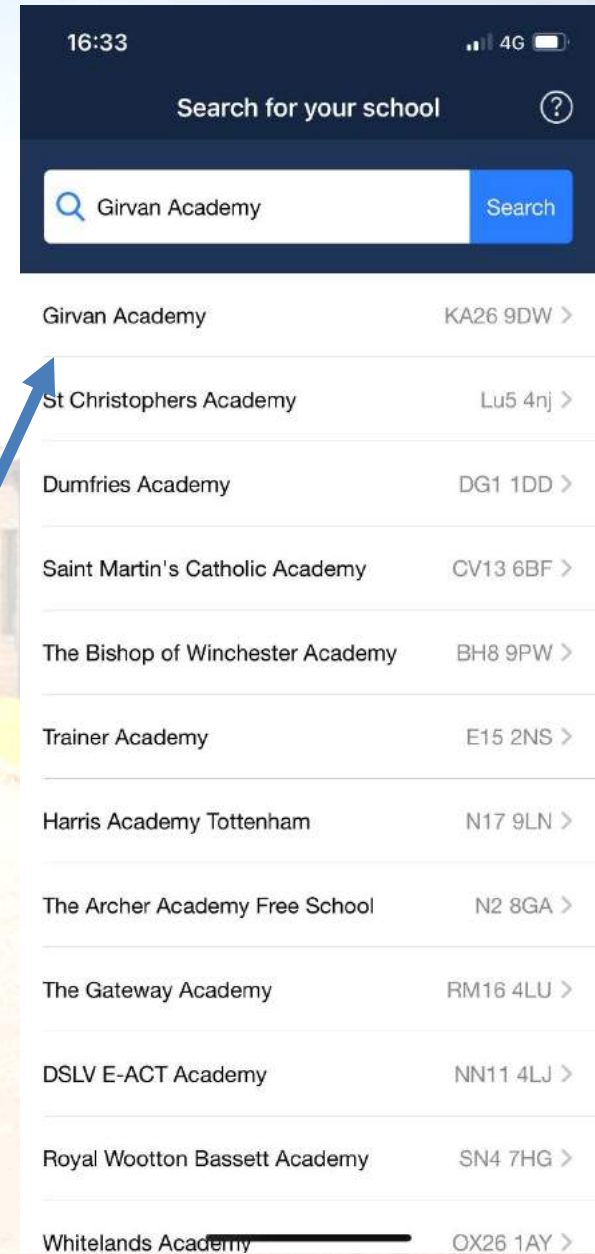 16:33 4G
Search for your school ?
Girvan Academy Search
Girvan Academy KA26 9DW >
St Christophers Academy Lu5 4nj >
Dumfries Academy DG1 1DD >
Saint Martin's Catholic Academy CV13 6BF >
The Bishop of Winchester Academy BH8 9PW >
Trainer Academy E15 2NS >
Harris Academy Tottenham N17 9LN >
The Archer Academy Free School N2 8GA >
The Gateway Academy RM16 4LU >
DSLV E-ACT Academy NN11 4LJ >
Royal Wootton Bassett Academy SN4 7HG >
Whitelands Academy OX26 1AY >